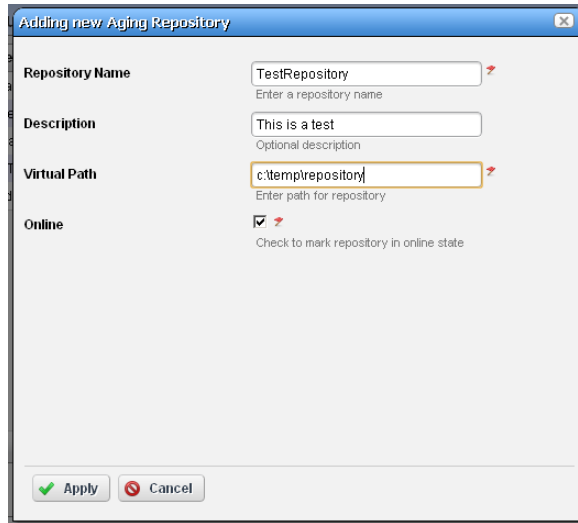 Adding new Aging Repository
Repository Name
TestRepository
Enter a repository name
Description
This is a test
Optional description
Virtual Path
c:\temp\repository
Enter path for repository
Online
Check to mark repository in online state
Apply
Cancel